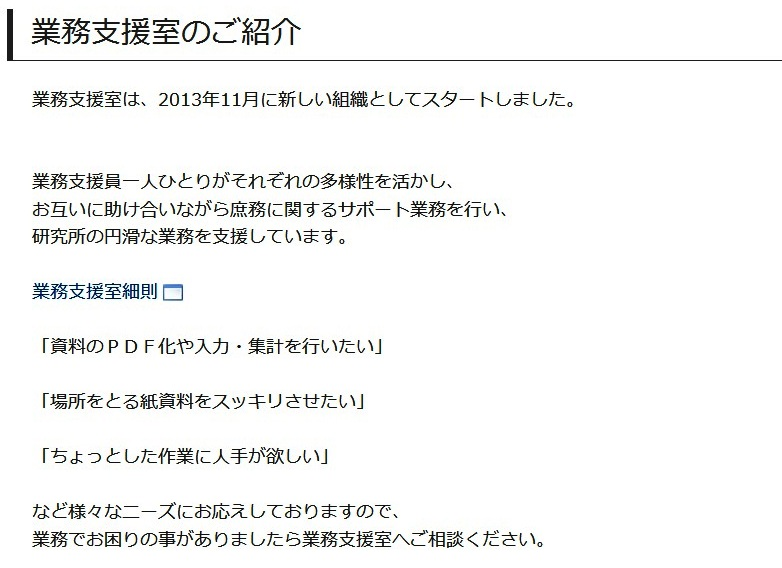 業務支援室のご紹介
業務支援室は、2013年11月に新しい組織としてスタートしました。
業務支援員一人ひとりがそれぞれの多様性を活かし、
お互いに助け合いながら庶務に関するサポート業務を行い、
研究所の円滑な業務を支援しています。
業務支援室細則
「資料のＰＤＦ化や入力・集計を行いたい」
「場所をとる紙資料をスッキリさせたい」
「ちょっとした作業に人手が欲しい」
など様々なニーズにお応えしておりますので、
業務でお困りの事がありましたら業務支援室へご相談ください。